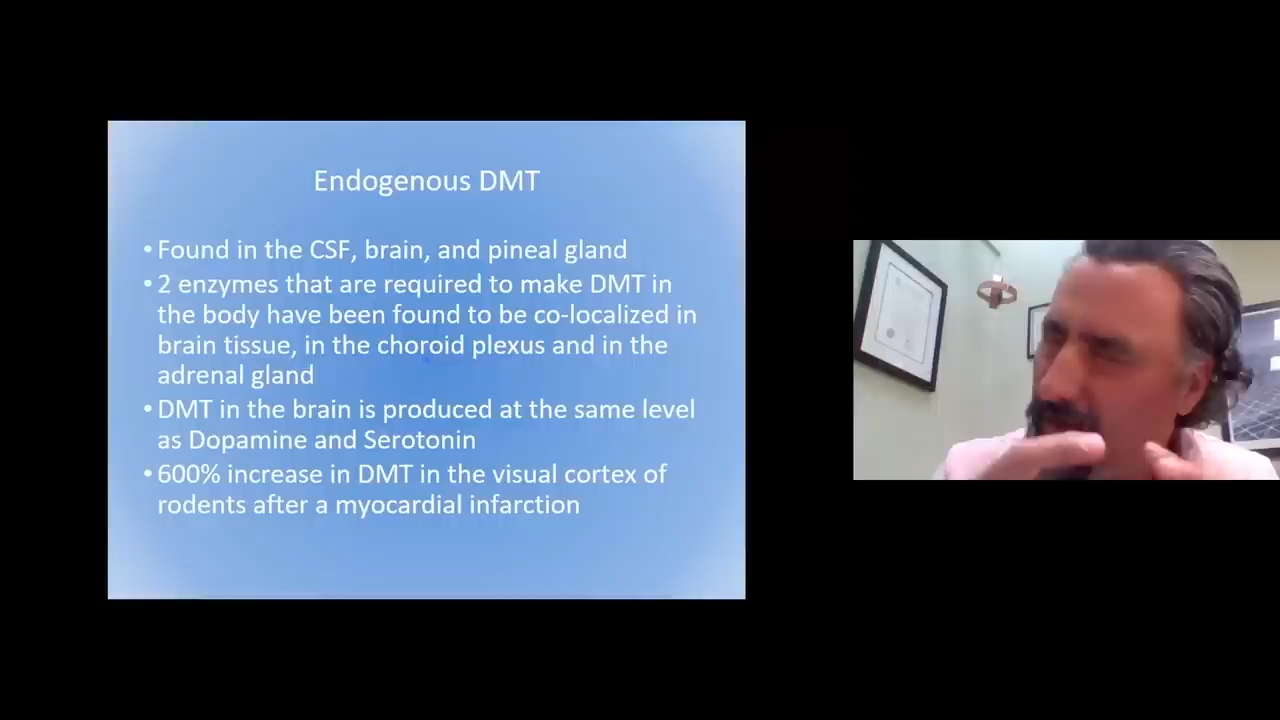 Endogenous DMT
• Found in the CSF, brain, and pineal gland
• 2 enzymes that are required to make DMT in
the body have been found to be co-localized in
brain tissue, in the choroid plexus and in the
adrenal gland
• DMT in the brain is produced at the same level
as Dopamine and Serotonin
• 600% increase in DMT in the visual cortex of
rodents after a myocardial infarction